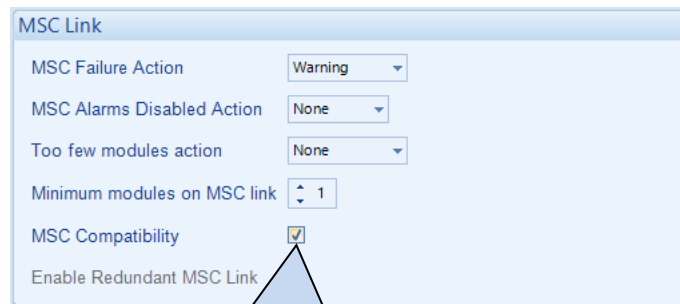 MSC Link
MSC Failure Action Warning
MSC Alarms Disabled Action None
Too few modules action None
Minimum modules on MSC link 1
MSC Compatibility
Enable Redundant MSC Link